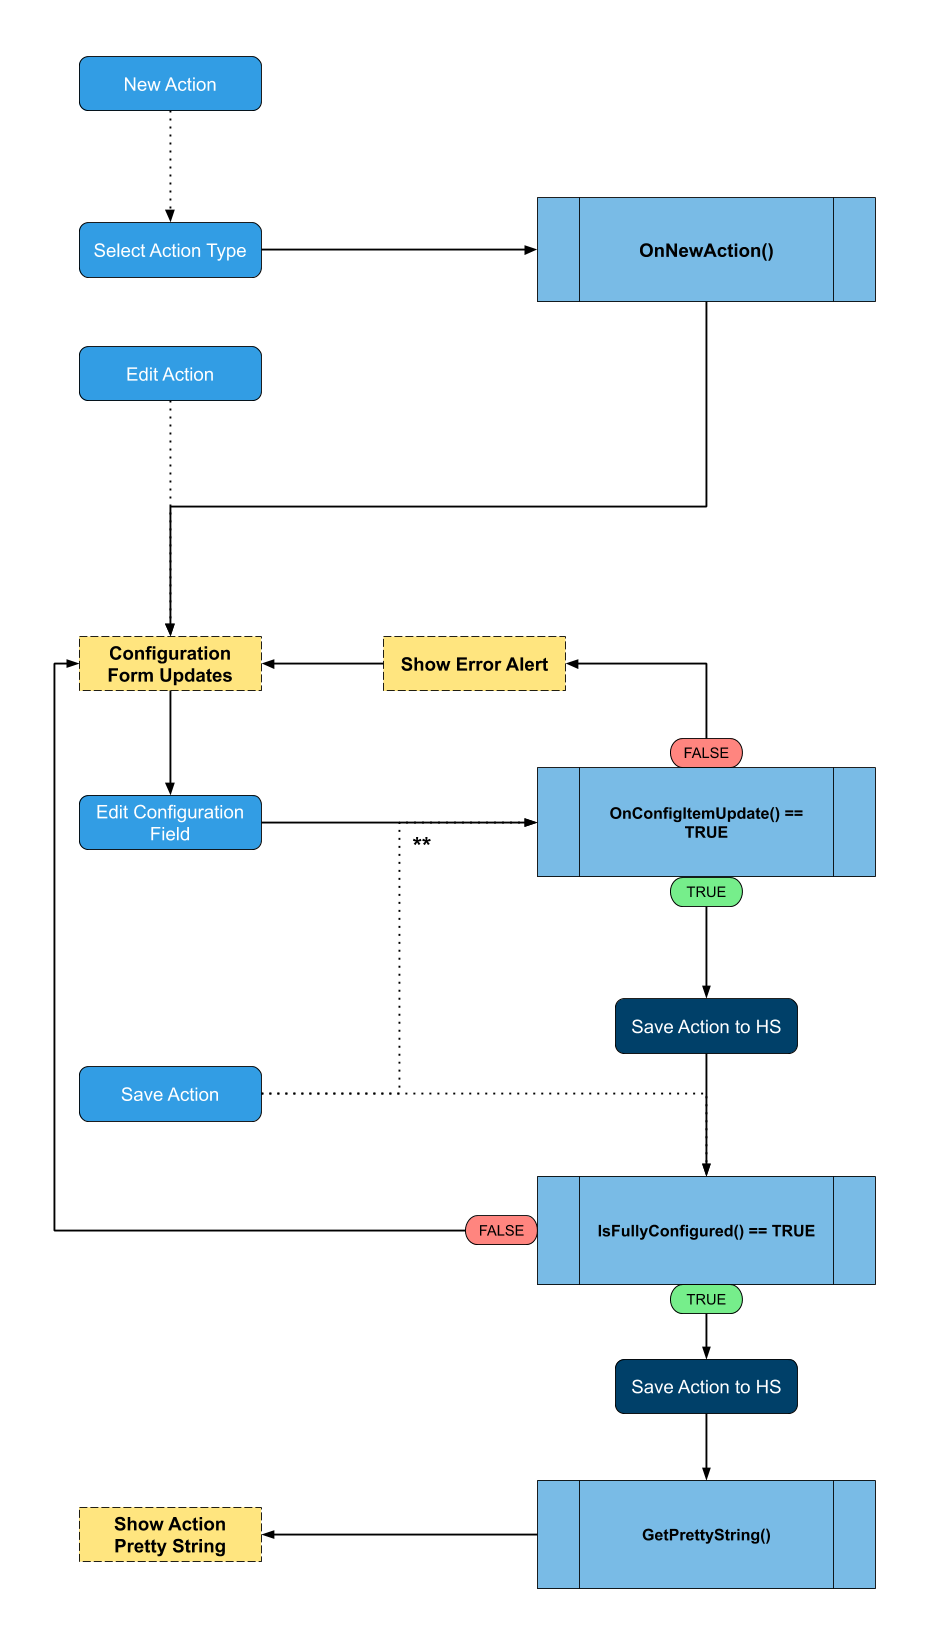 New Action
Select Action Type
OnNewAction()
Edit Action
Configuration
Form Updates
Show Error Alert
FALSE
Edit Configuration
Field
**
OnConfigItemUpdate() ==
TRUE
TRUE
Save Action to HS
Save Action
FALSE
IsFullyConfigured() == TRUE
TRUE
Save Action to HS
Show Action
Pretty String
GetPrettyString()